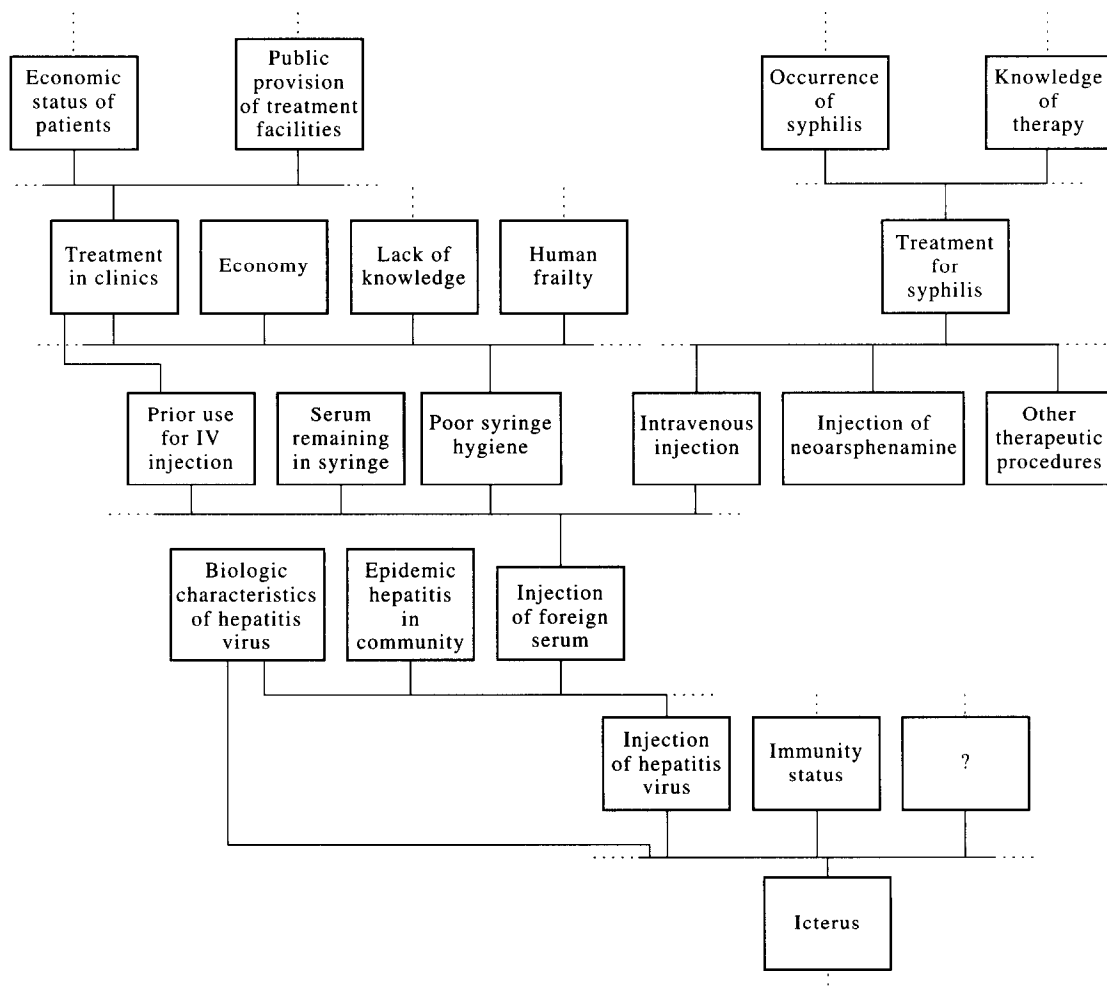 Economic
status of
patients
Public
provision
of treatment
facilities
Occurrence
of
syphilis
Knowledge
of
therapy
Treatment
in clinics
Economy
Lack of
knowledge
Human
frailty
Treatment
for
syphilis
Prior use
for IV
injection
Serum
remaining
in syringe
Poor syringe
hygiene
Intravenous
injection
Injection of
neoarsphenamine
Other
therapeutic
procedures
Biologic
characteristics
of hepatitis
virus
Epidemic
hepatitis
in
community
Injection
of foreign
serum
Injection
of hepatitis
virus
Immunity
status
?
Icterus